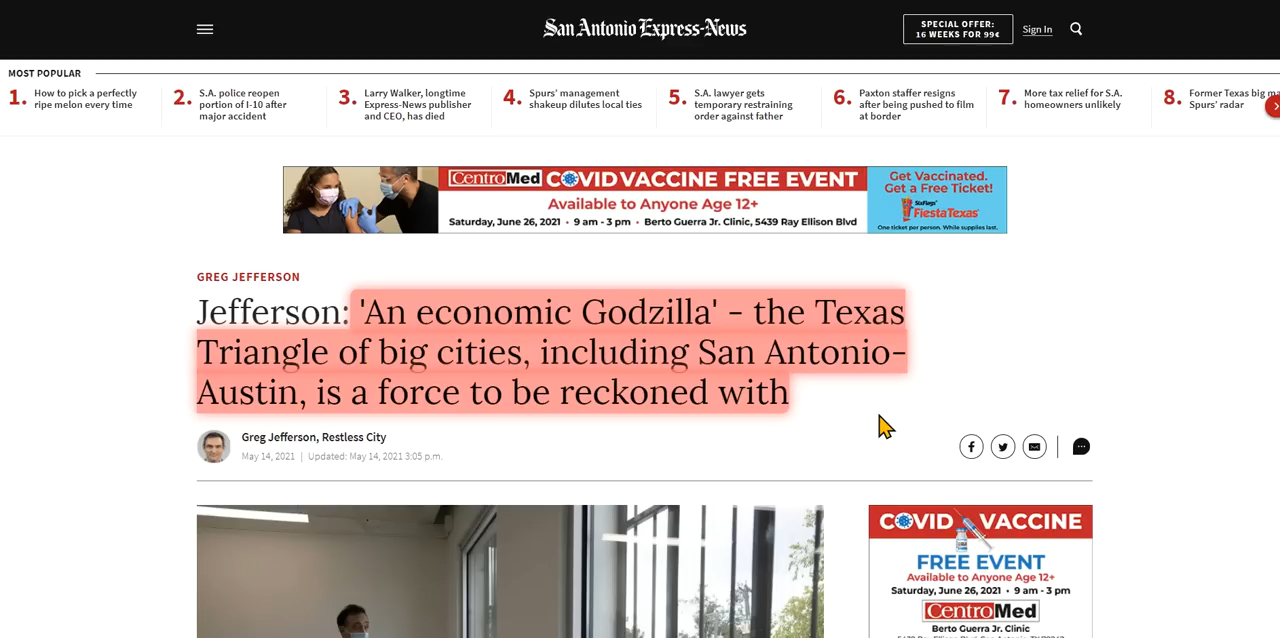 San Antonio Express-News
SPECIAL OFFER:
16 WEEKS FOR 99¢
Sign In
MOST POPULAR
1. How to pick a perfectly
ripe melon every time
2. S.A. police reopen
portion of I-10 after
major accident
3. Larry Walker, longtime
Express-News publisher
and CEO, has died
4. Spurs' management
shakeup dilutes local ties
5. S.A. lawyer gets
temporary restraining
order against father
6. Paxton staffer resigns
after being pushed to film
at border
7. More tax relief for S.A.
homeowners unlikely
8. Former Texas big
Spurs' radar
CentroMed COVID VACCINE FREE EVENT
Available to Anyone Age 12+
Saturday, June 26, 2021 • 9 am - 3 pm • Berto Guerra Jr. Clinic, 5439 Ray Ellison Blvd
Get Vaccinated.
Get a Free Ticket!
Six Flags
Fiesta Texas
One ticket per person. While supplies last.
GREG JEFFERSON
Jefferson: 'An economic Godzilla' - the Texas
Triangle of big cities, including San Antonio-
Austin, is a force to be reckoned with
Greg Jefferson, Restless City
May 14, 2021 | Updated: May 14, 2021 3:05 p.m.
COVID VACCINE
FREE EVENT
Available to Anyone Age 12+
Saturday, June 26, 2021 • 9 am - 3 pm
CentroMed
Berto Guerra Jr. Clinic